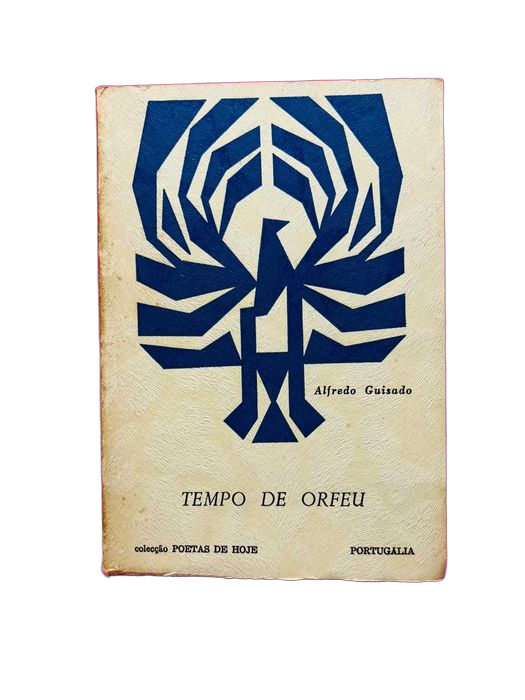 Alfredo Guisado
TEMPO DE ORFEU
colecção POETAS DE HOJE PORTUGÁLIA